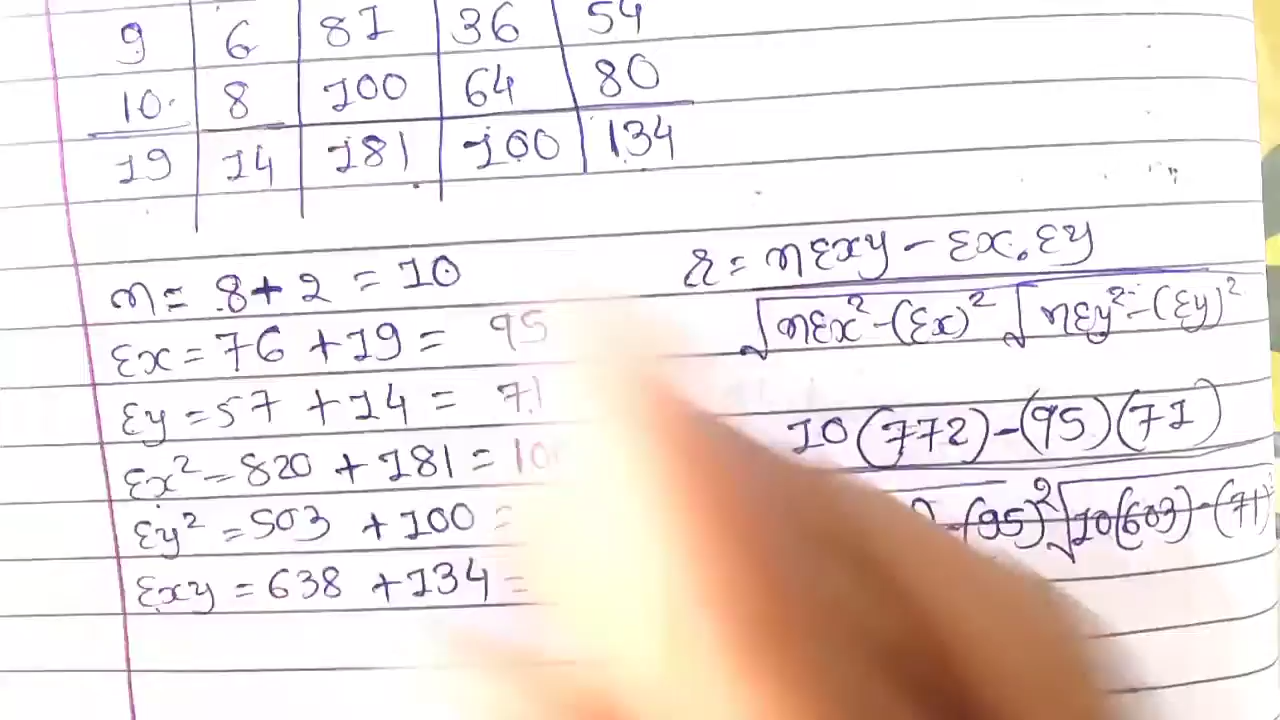 9 6 81 36 54
10. 8 100 64 80
19 14 181 100 134
n = 8 + 2 = 10
Σx = 76 + 19 = 95
Σy = 57 + 14 = 71
Σx² = 820 + 181 =
Σy² = 503 + 100 =
Σxy = 638 + 134 =
r = nΣxy - Σx.Σy
√nΣx² - (Σx)² √nΣy² - (Σy)²
10(772) - (95)(71)
- (95)² √10(603) - (71)